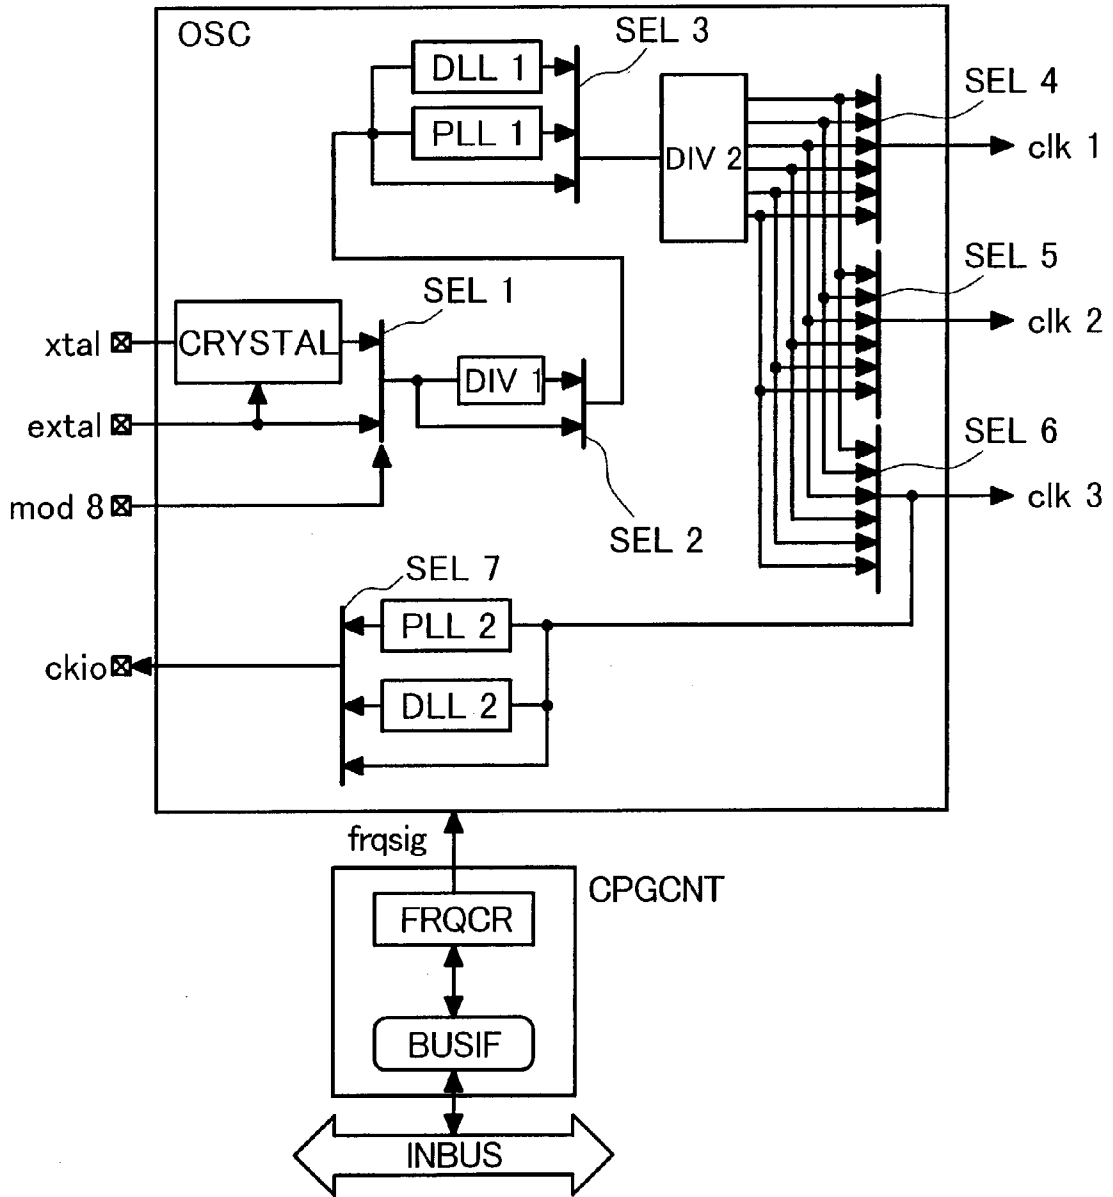 OSC
SEL 3
DLL 1
PLL 1
DIV 2
SEL 4
clk 1
SEL 5
clk 2
SEL 1
xtal
CRYSTAL
DIV 1
extal
SEL 6
mod 8
clk 3
SEL 2
SEL 7
PLL 2
ckio
DLL 2
frqsig
CPGCNT
FRQCR
BUSIF
INBUS